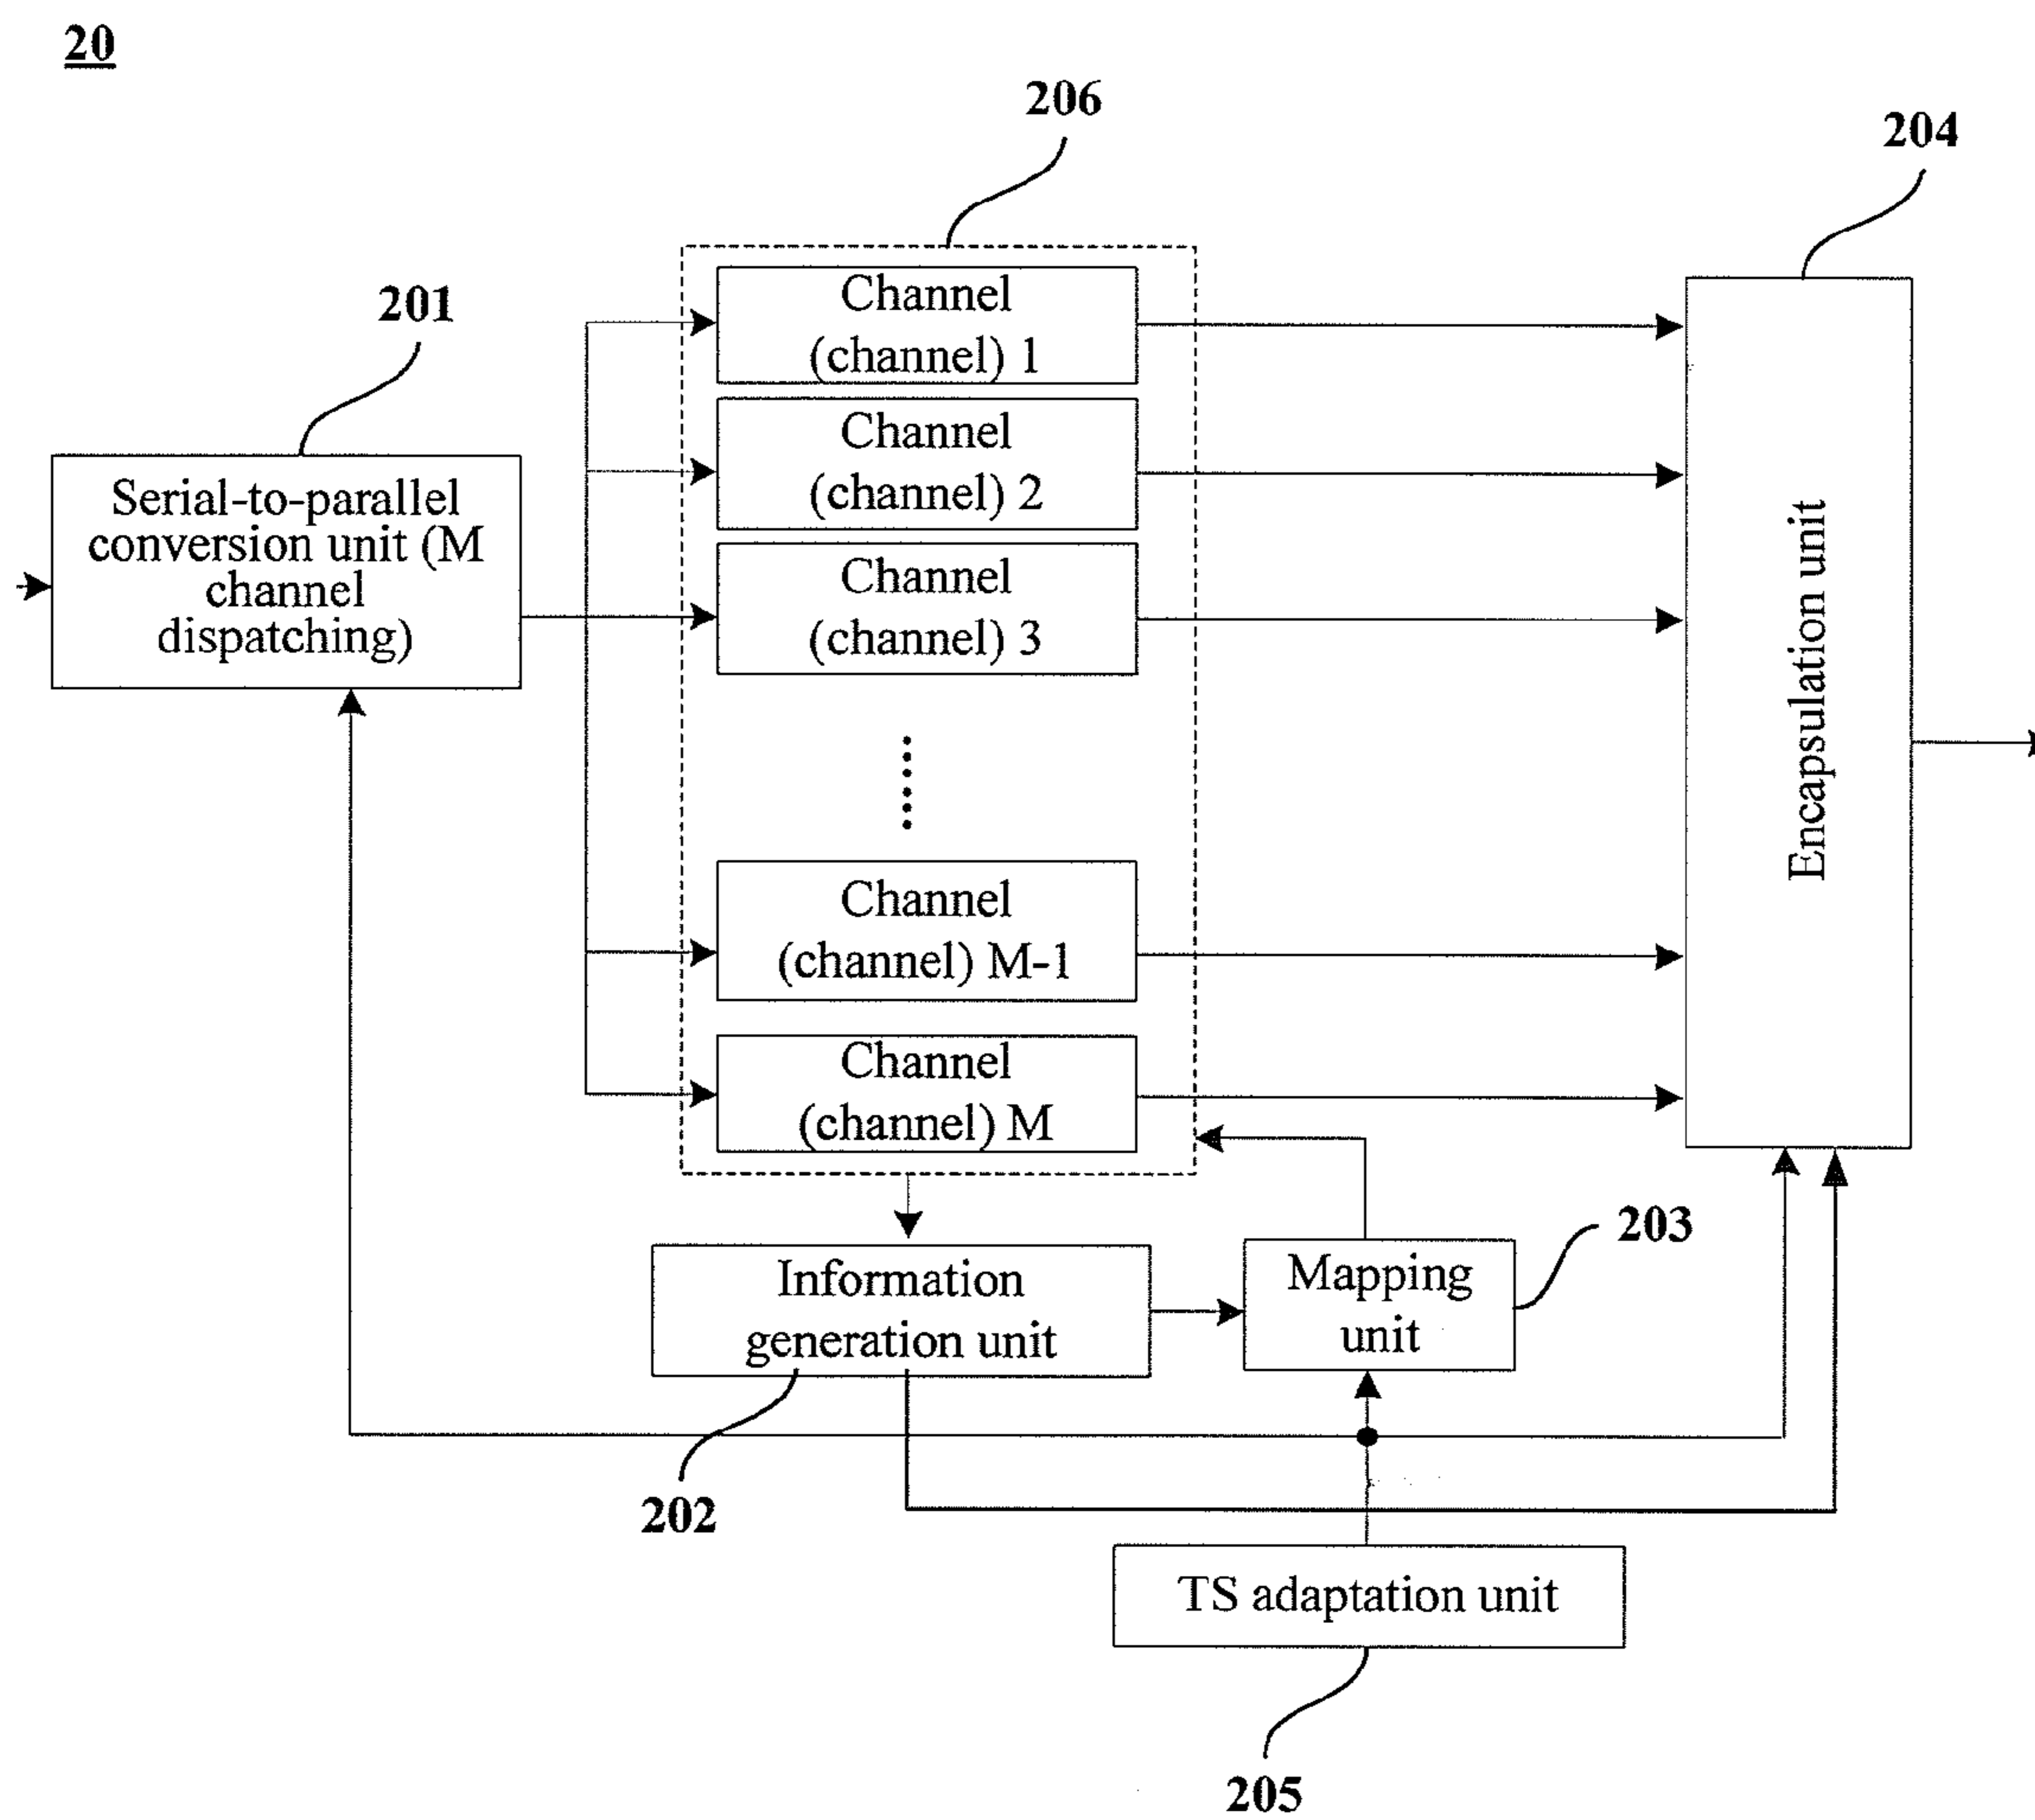 20
206
204
201
Channel
(channel) 1
Channel
(channel) 2
Serial-to-parallel
conversion unit (M
channel
dispatching)
Channel
(channel) 3
Encapsulation unit
Channel
(channel) M-1
Channel
(channel) M
203
Information
generation unit
Mapping
unit
202
TS adaptation unit
205